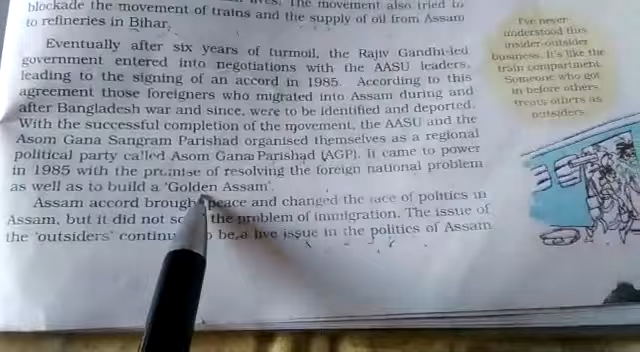 lives. The movement also tried to
blockade the movement of trains and the supply of oil from Assam
to refineries in Bihar.
Eventually after six years of turmoil, the Rajiv Gandhi-led
government entered into negotiations with the AASU leaders,
leading to the signing of an accord in 1985. According to this
agreement those foreigners who migrated into Assam during and
after Bangladesh war and since, were to be identified and deported.
With the successful completion of the movement, the AASU and the
Asom Gana Sangram Parishad organised themselves as a regional
political party called Asom Gana Parishad (AGP). It came to power
in 1985 with the promise of resolving the foreign national problem
as well as to build a 'Golden Assam'.
Assam accord brought peace and changed the face of politics in
Assam, but it did not the problem of immigration. The issue of
the 'outsiders' be a live issue in the politics of Assam
I've never
understood this
insider-outsider
business. It's like the
train compartment.
Someone who got
in before others
treats others as
outsiders.